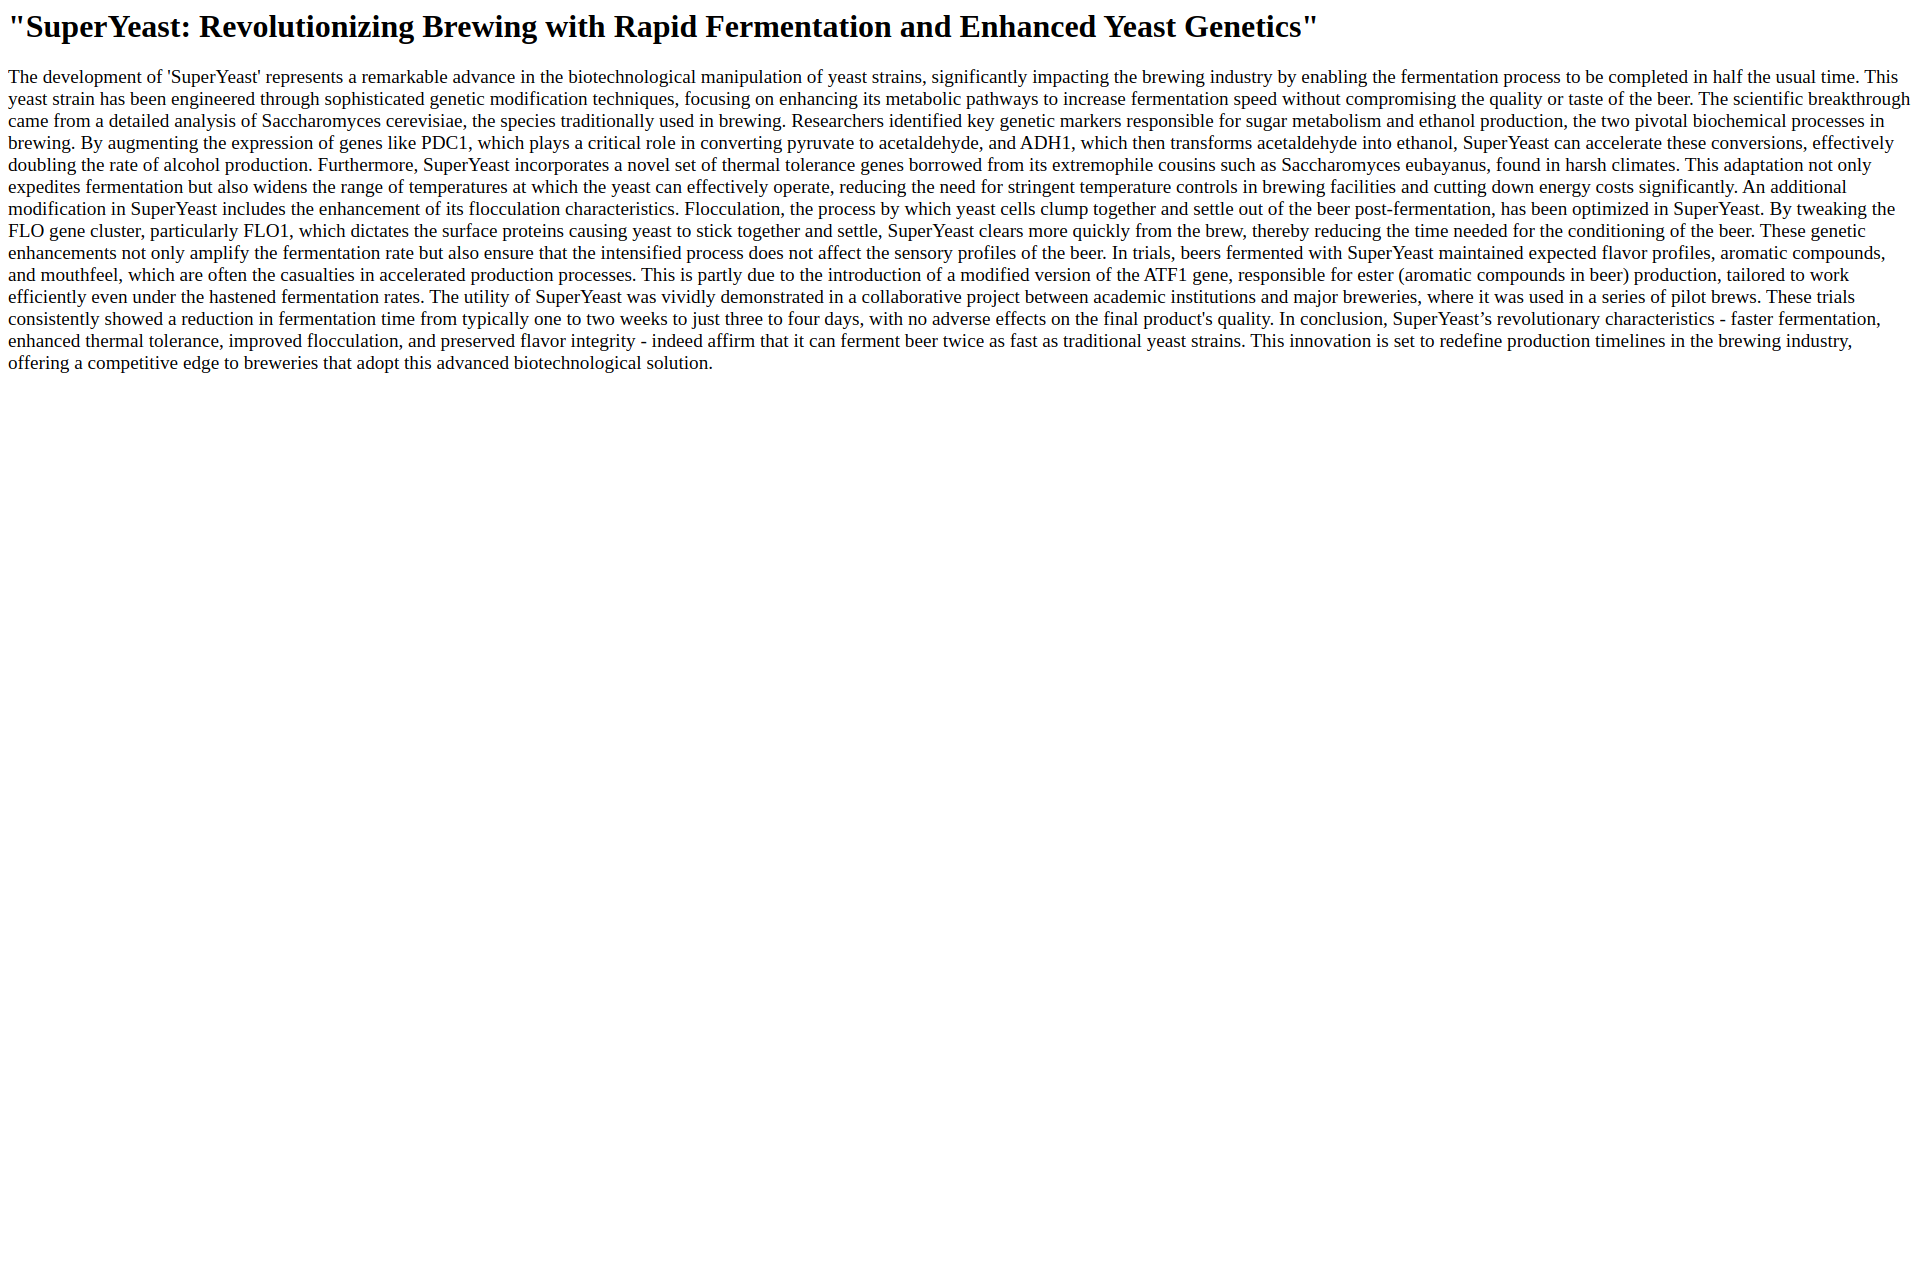 "SuperYeast: Revolutionizing Brewing with Rapid Fermentation and Enhanced Yeast Genetics"
The development of 'SuperYeast' represents a remarkable advance in the biotechnological manipulation of yeast strains, significantly impacting the brewing industry by enabling the fermentation process to be completed in half the usual time. This
yeast strain has been engineered through sophisticated genetic modification techniques, focusing on enhancing its metabolic pathways to increase fermentation speed without compromising the quality or taste of the beer. The scientific breakthrough
came from a detailed analysis of Saccharomyces cerevisiae, the species traditionally used in brewing. Researchers identified key genetic markers responsible for sugar metabolism and ethanol production, the two pivotal biochemical processes in
brewing. By augmenting the expression of genes like PDC1, which plays a critical role in converting pyruvate to acetaldehyde, and ADH1, which then transforms acetaldehyde into ethanol, SuperYeast can accelerate these conversions, effectively
doubling the rate of alcohol production. Furthermore, SuperYeast incorporates a novel set of thermal tolerance genes borrowed from its extremophile cousins such as Saccharomyces eubayanus, found in harsh climates. This adaptation not only
expedites fermentation but also widens the range of temperatures at which the yeast can effectively operate, reducing the need for stringent temperature controls in brewing facilities and cutting down energy costs significantly. An additional
modification in SuperYeast includes the enhancement of its flocculation characteristics. Flocculation, the process by which yeast cells clump together and settle out of the beer post-fermentation, has been optimized in SuperYeast. By tweaking the
FLO gene cluster, particularly FLO1, which dictates the surface proteins causing yeast to stick together and settle, SuperYeast clears more quickly from the brew, thereby reducing the time needed for the conditioning of the beer. These genetic
enhancements not only amplify the fermentation rate but also ensure that the intensified process does not affect the sensory profiles of the beer. In trials, beers fermented with SuperYeast maintained expected flavor profiles, aromatic compounds,
and mouthfeel, which are often the casualties in accelerated production processes. This is partly due to the introduction of a modified version of the ATF1 gene, responsible for ester (aromatic compounds in beer) production, tailored to work
efficiently even under the hastened fermentation rates. The utility of SuperYeast was vividly demonstrated in a collaborative project between academic institutions and major breweries, where it was used in a series of pilot brews. These trials
consistently showed a reduction in fermentation time from typically one to two weeks to just three to four days, with no adverse effects on the final product's quality. In conclusion, SuperYeast’s revolutionary characteristics - faster fermentation,
enhanced thermal tolerance, improved flocculation, and preserved flavor integrity - indeed affirm that it can ferment beer twice as fast as traditional yeast strains. This innovation is set to redefine production timelines in the brewing industry,
offering a competitive edge to breweries that adopt this advanced biotechnological solution.